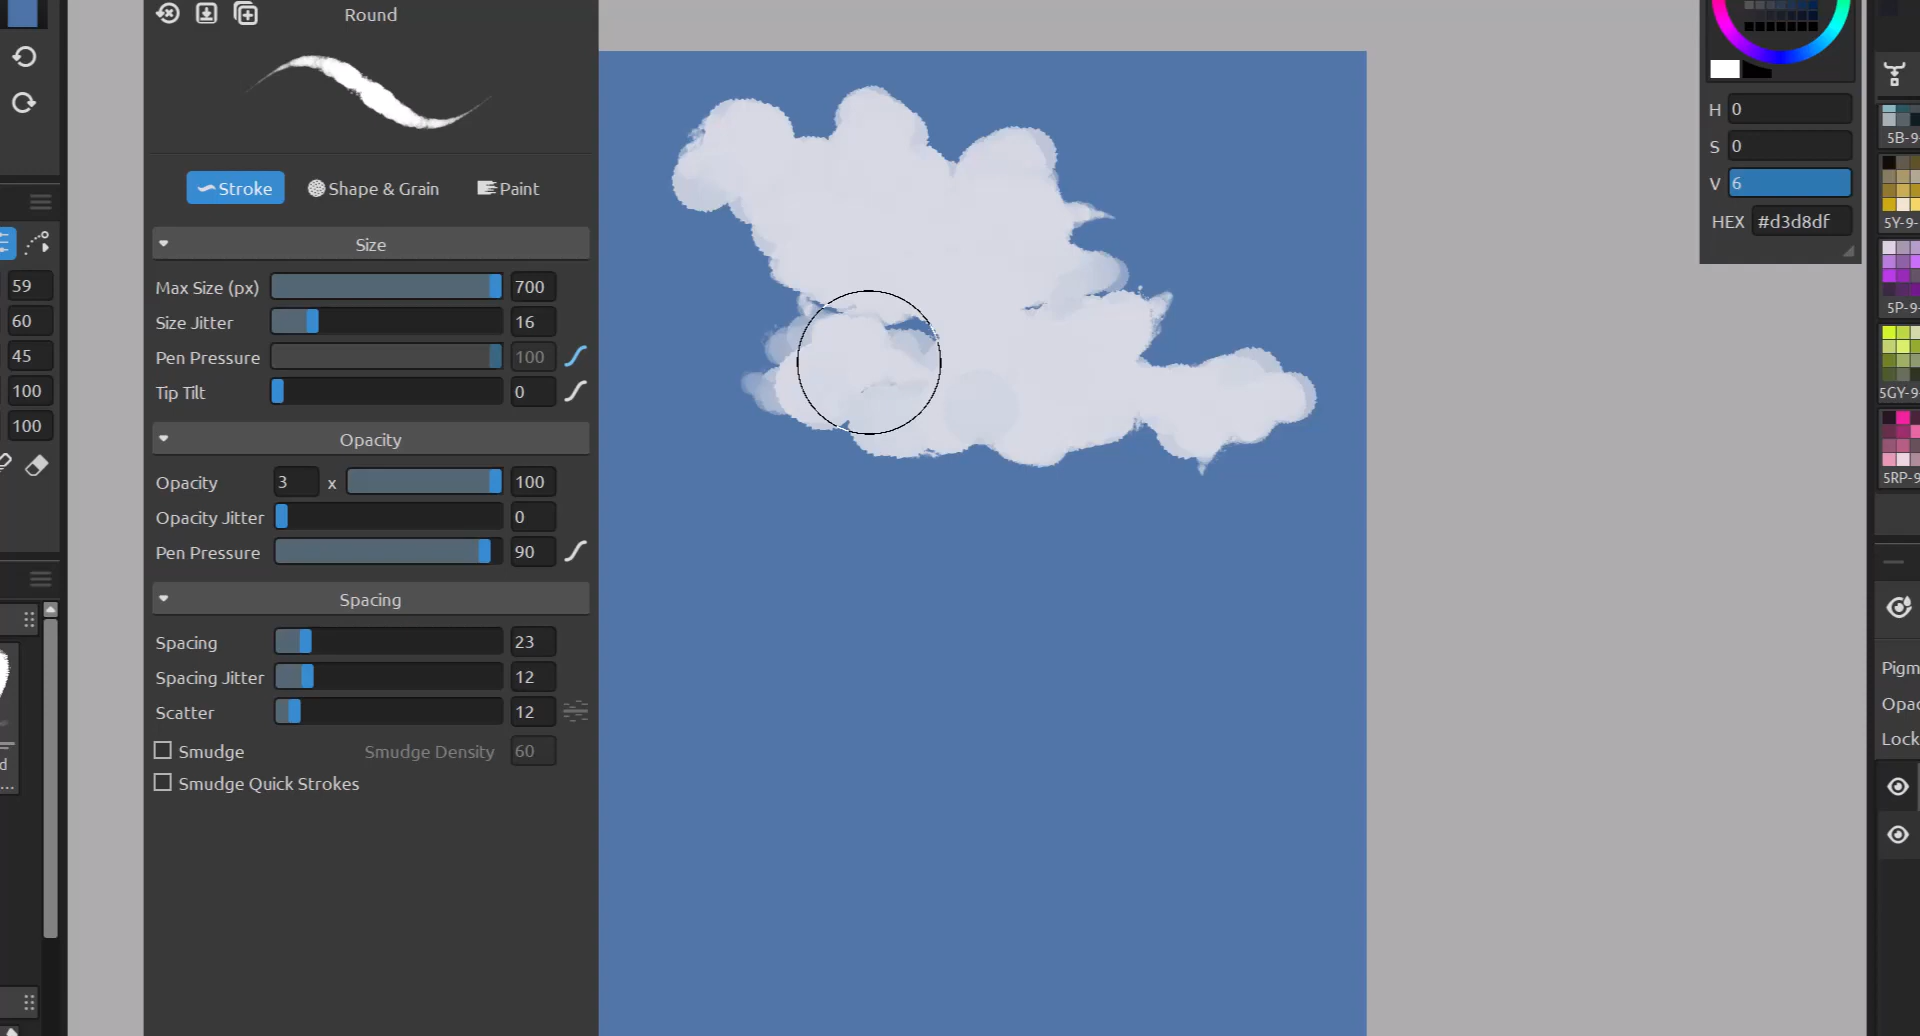 Round
Stroke
Shape & Grain
Paint
Size
Max Size (px) 700
Size Jitter 16
Pen Pressure 100
Tip Tilt 0
Opacity
Opacity 3 x 100
Opacity Jitter 0
Pen Pressure 90
Spacing
Spacing 23
Spacing Jitter 12
Scatter 12
Smudge
Smudge Density 60
Smudge Quick Strokes
59
60
45
100
100
d
...
H 0
S 0
V 6
HEX #d3d8df
5B-9-
5Y-9-
5P-9-
5GY-9-
5RP-9
Pigm
Opac
Lock